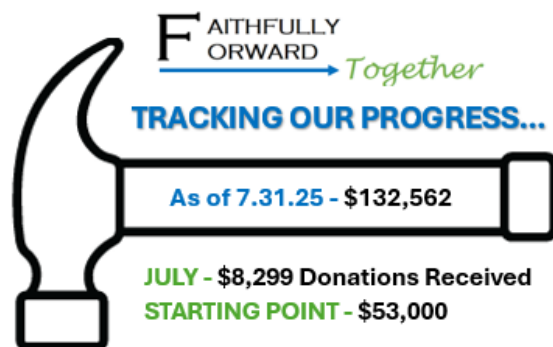 FAITHFULLY
FORWARD
Together
TRACKING OUR PROGRESS...
As of 7.31.25 - $132,562
JULY - $8,299 Donations Received
STARTING POINT - $53,000